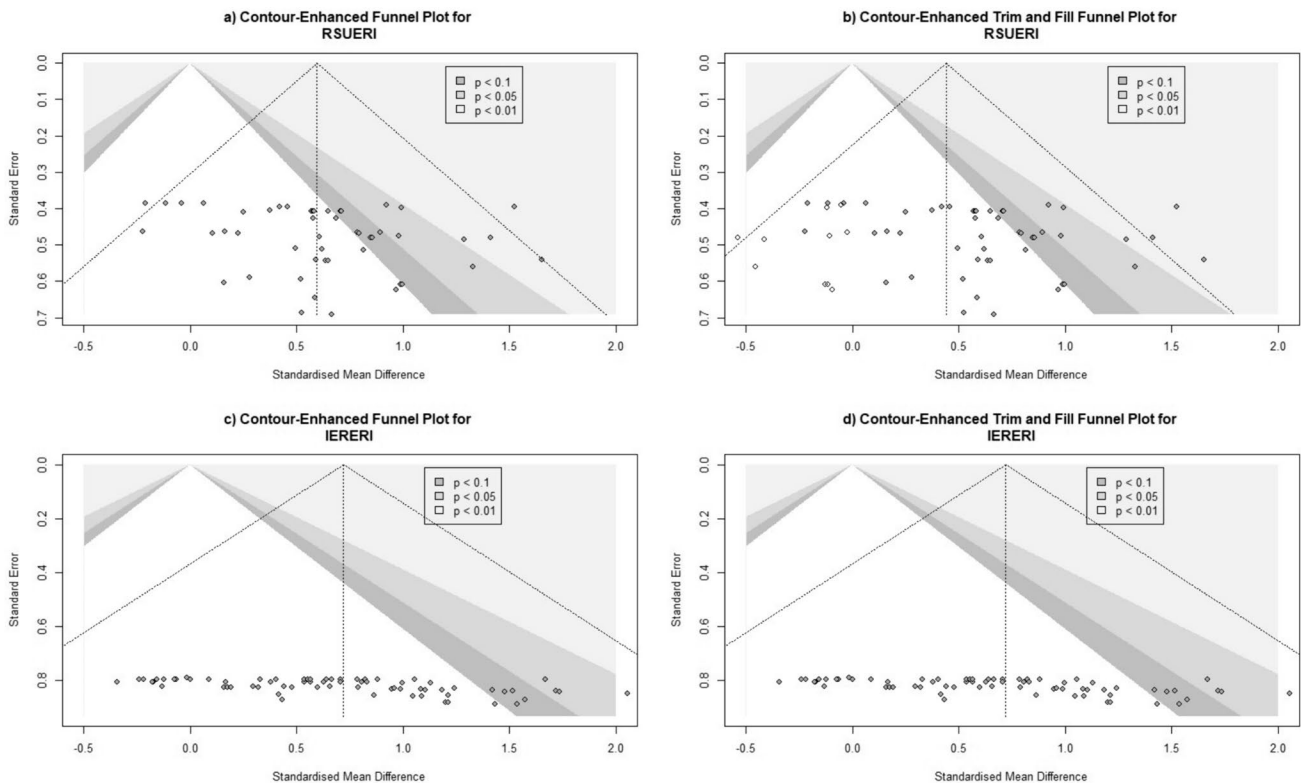 a) Contour-Enhanced Funnel Plot for
RSUERI
p < 0.1
p < 0.05
p < 0.01
0.0
0.1
0.2
0.3
0.4
0.5
0.6
0.7
Standard Error
-0.5
0.0
0.5
1.0
1.5
2.0
Standardised Mean Difference
b) Contour-Enhanced Trim and Fill Funnel Plot for
RSUERI
p < 0.1
p < 0.05
p < 0.01
0.0
0.1
0.2
0.3
0.4
0.5
0.6
0.7
Standard Error
-0.5
0.0
0.5
1.0
1.5
2.0
Standardised Mean Difference
c) Contour-Enhanced Funnel Plot for
IERERI
p < 0.1
p < 0.05
p < 0.01
0.0
0.2
0.4
0.6
0.8
Standard Error
-0.5
0.0
0.5
1.0
1.5
2.0
Standardised Mean Difference
d) Contour-Enhanced Trim and Fill Funnel Plot for
IERERI
p < 0.1
p < 0.05
p < 0.01
0.0
0.2
0.4
0.6
0.8
Standard Error
-0.5
0.0
0.5
1.0
1.5
2.0
Standardised Mean Difference